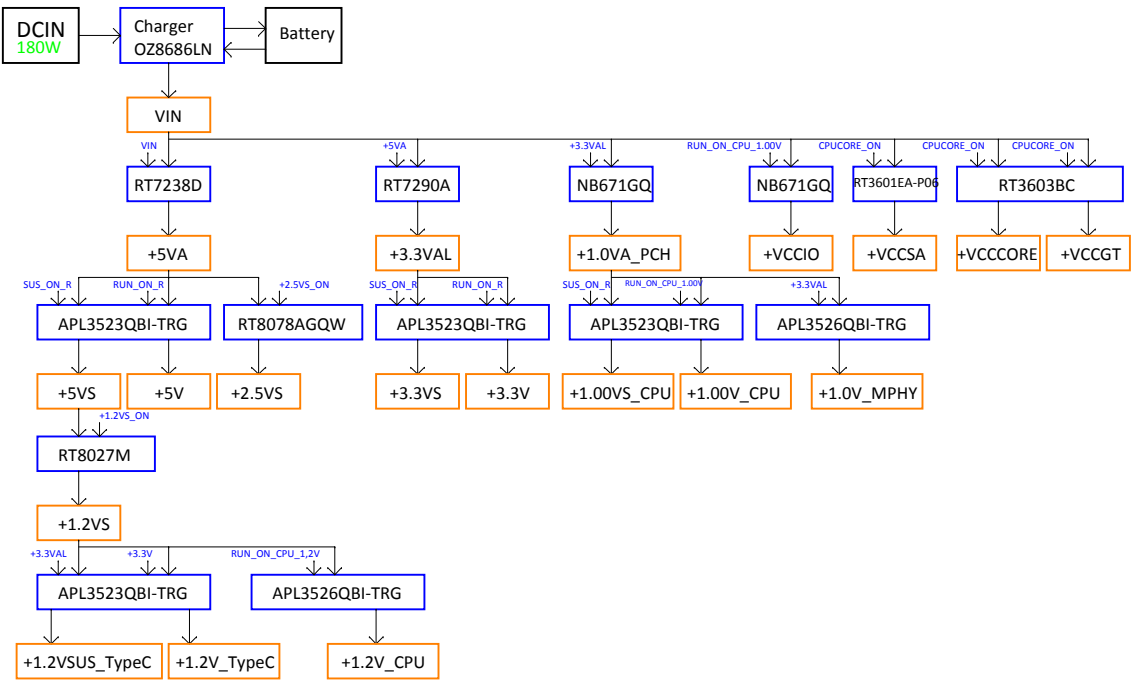 DCIN
180W
Charger
OZ8686LN
Battery
VIN
VIN
+5VA
+3.3VAL
RUN_ON_CPU_1.00V
CPUCORE_ON
CPUCORE_ON
CPUCORE_ON
RT7238D
RT7290A
NB671GQ
NB671GQ
RT3601EA-P06
RT3603BC
+5VA
+3.3VAL
+1.0VA_PCH
+VCCIO
+VCCSA
+VCCCORE
+VCCGT
SUS_ON_R
RUN_ON_R
+2.5VS_ON
SUS_ON_R
RUN_ON_R
SUS_ON_R
RUN_ON_CPU_1.00V
+3.3VAL
APL3523QBI-TRG
RT8078AGQW
APL3523QBI-TRG
APL3523QBI-TRG
APL3526QBI-TRG
+5VS
+5V
+2.5VS
+3.3VS
+3.3V
+1.00VS_CPU
+1.00V_CPU
+1.0V_MPHY
+1.2VS_ON
RT8027M
+1.2VS
+3.3VAL
+3.3V
RUN_ON_CPU_1,2V
APL3523QBI-TRG
APL3526QBI-TRG
+1.2VSUS_TypeC
+1.2V_TypeC
+1.2V_CPU